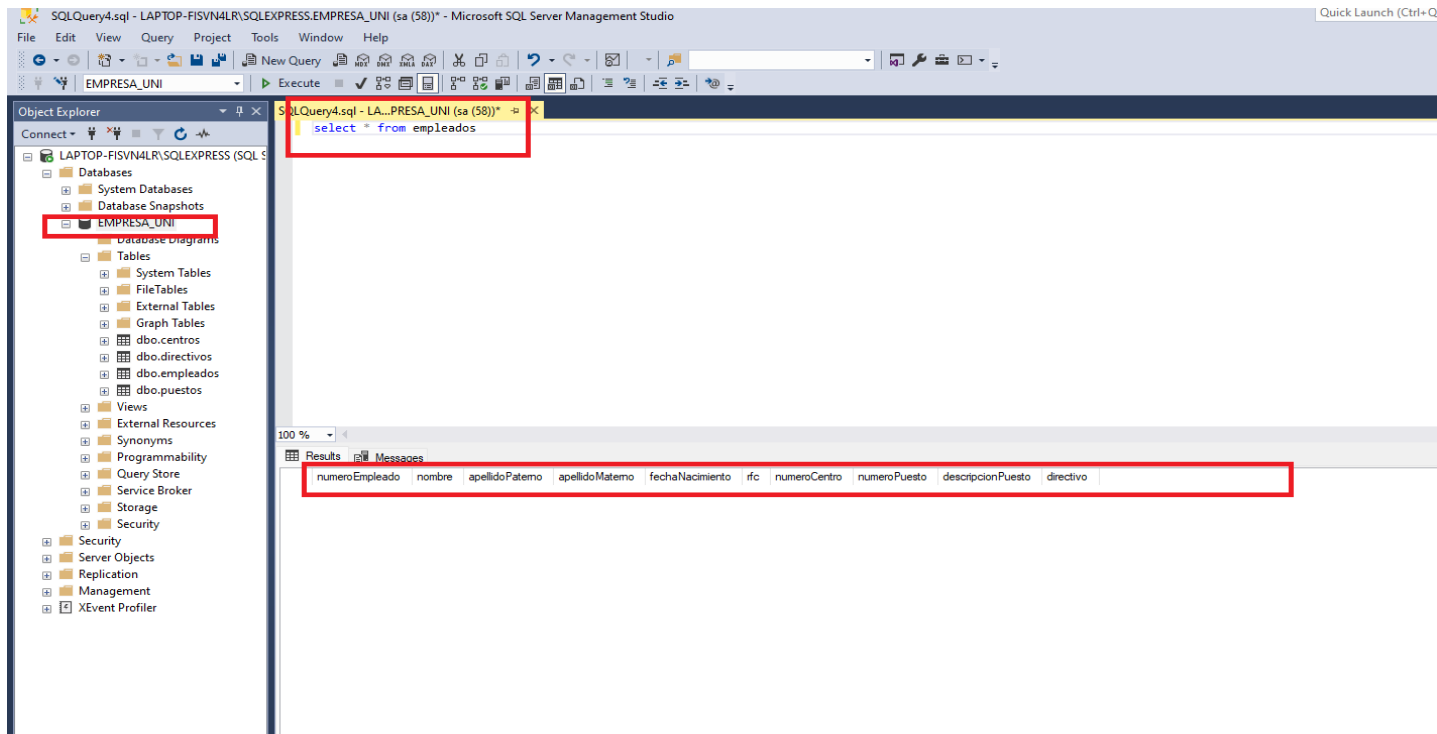 SQLQuery4.sql - LAPTOP-FISVN4LR\SQLEXPRESS.EMPRESA_UNI (sa (58))* - Microsoft SQL Server Management Studio
Quick Launch (Ctrl+Q
File Edit View Query Project Tools Window Help
New Query MDX DMX XMLA DAX
EMPRESA_UNI Execute
Object Explorer
SQLQuery4.sql - LA...PRESA_UNI (sa (58))*
Connect
select * from empleados
LAPTOP-FISVN4LR\SQLEXPRESS (SQL S
Databases
System Databases
Database Snapshots
EMPRESA_UNI
Database Diagrams
Tables
System Tables
FileTables
External Tables
Graph Tables
dbo.centros
dbo.directivos
dbo.empleados
dbo.puestos
Views
External Resources
Synonyms
Programmability
Query Store
Service Broker
Storage
Security
Security
Server Objects
Replication
Management
XEvent Profiler
100 %
Results Messages
numeroEmpleado nombre apellidoPaterno apellidoMaterno fechaNacimiento rfc numeroCentro numeroPuesto descripcionPuesto directivo